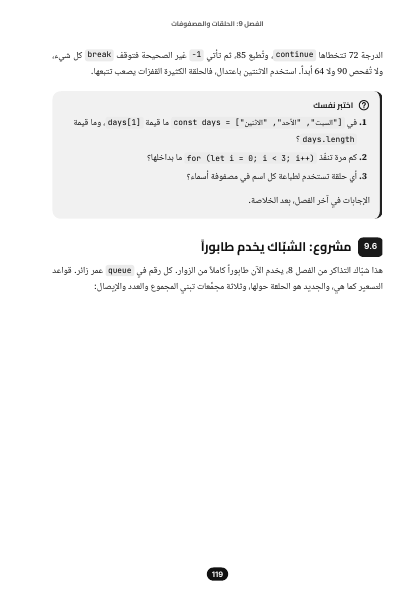 الفصل 9: الحلقات والمصفوفات
الدرجة 72 تتخطاها continue، وتُطبع 85، ثم تأتي 1- غير الصحيحة فتوقف break كل شيء،
ولا تُفحص 90 و64 أبداً. استخدم الاثنتين باعتدال، فالحلقة الكثيرة القفزات يصعب تتبعها.
اختبر نفسك
1. في const days = ["السبت", "الأحد", "الاثنين"] ما قيمة days[1]، وما قيمة
days.length؟
2. كم مرة تنفّذ for (let i = 0; i < 3; i++) ما بداخلها؟
3. أي حلقة تستخدم لطباعة كل اسم في مصفوفة أسماء؟
الإجابات في آخر الفصل، بعد الخلاصة.
9.6 مشروع: الشبّاك يخدم طابوراً
هذا شبّاك التذاكر من الفصل 8، يخدم الآن طابوراً كاملاً من الزوار. كل رقم في queue عمر زائر. قواعد
التسعير كما هي، والجديد هو الحلقة حولها، وثلاثة مجمّعات تبني المجموع والعدد والإيصال:
119